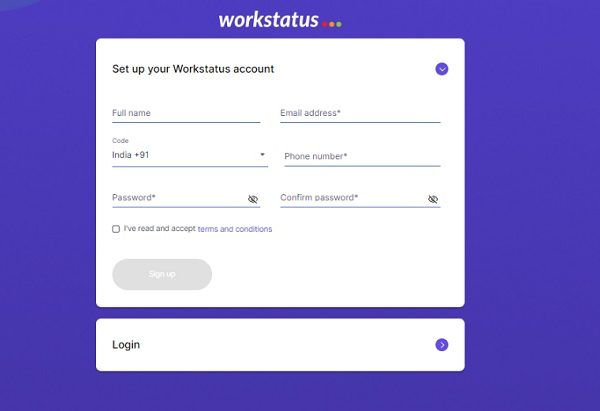 workstatus
Set up your Workstatus account
Full name Email address*
Code
India +91 Phone number*
Password* Confirm password*
I've read and accept terms and conditions
Sign up
Login